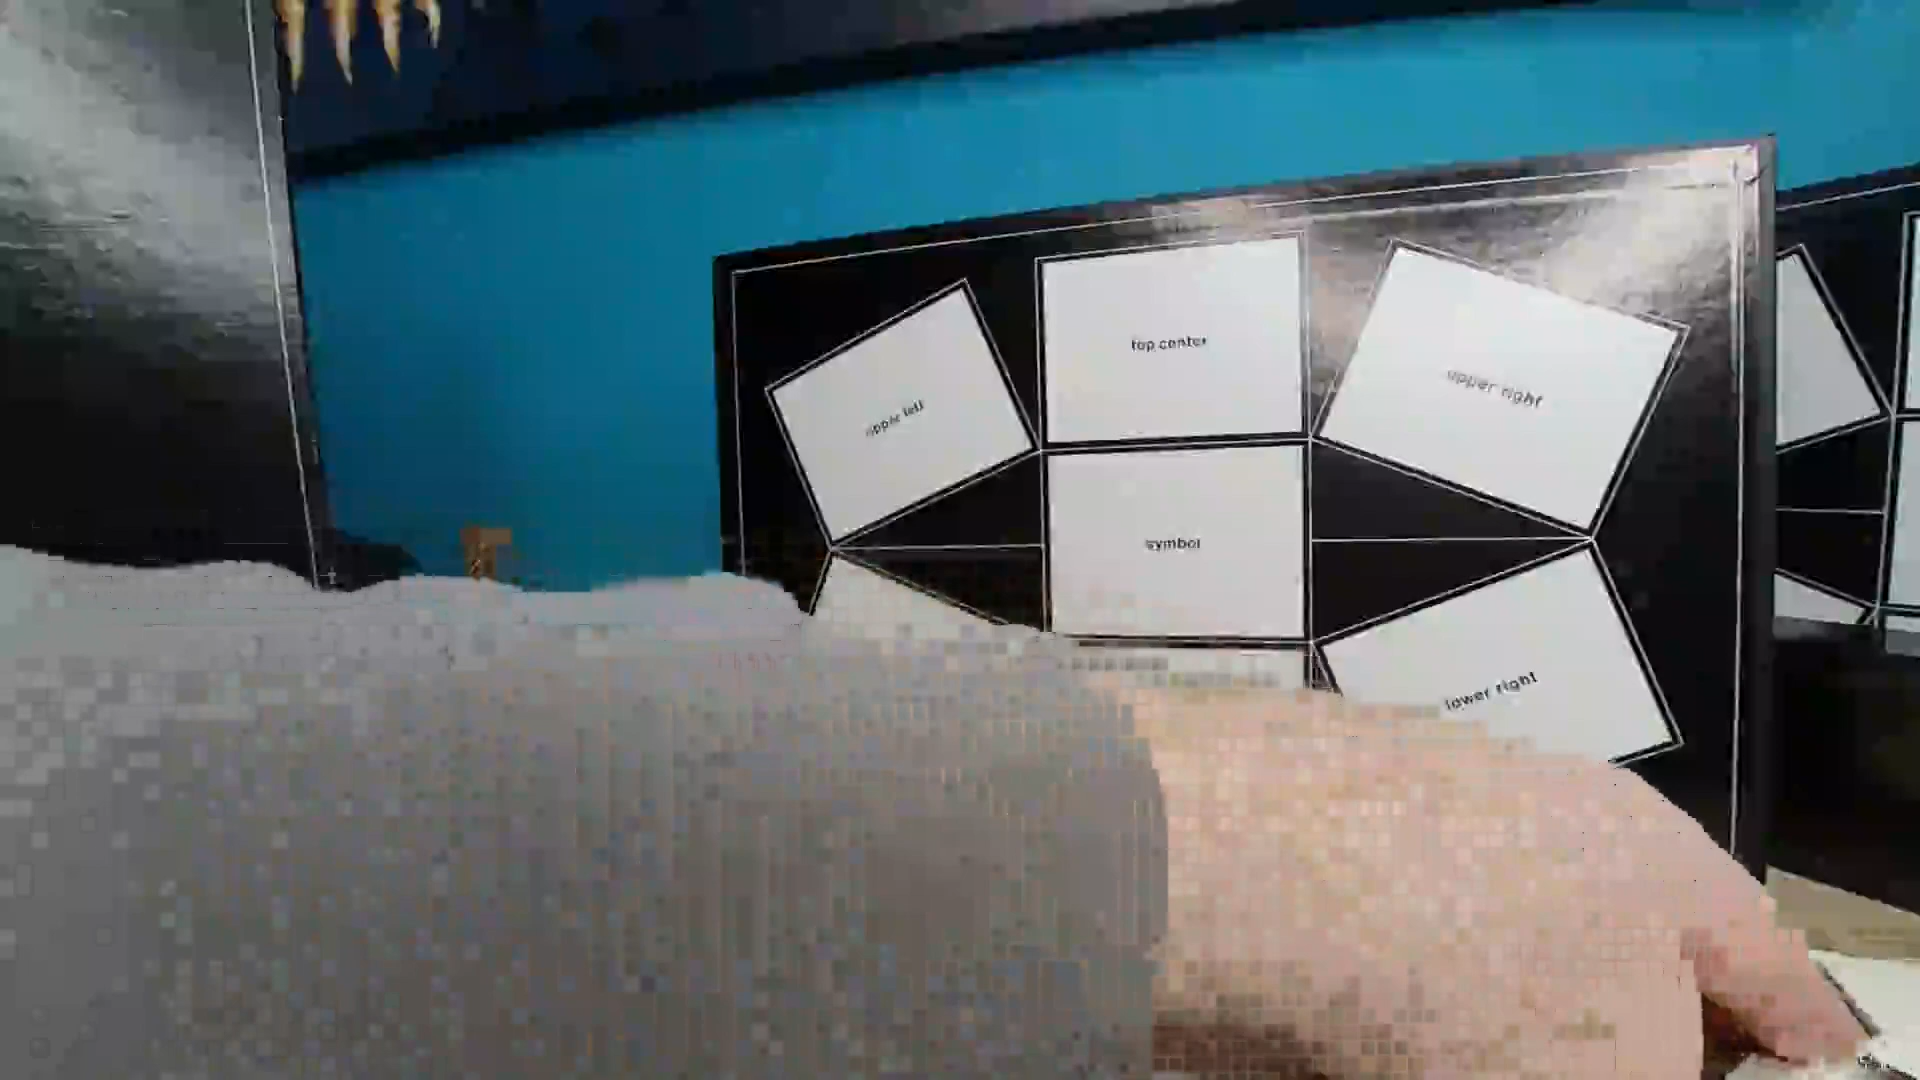 top center
upper right
upper left
symbol
lower right